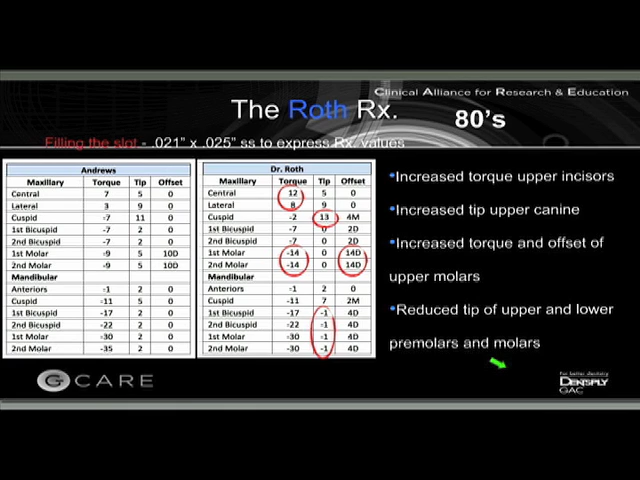 Clinical Alliance for Research & Education
The Roth Rx.
80's
Filling the slot - .021" x .025" ss to express Rx. values
Andrews
Maxillary Torque Tip Offset
Central 7 5 0
Lateral 3 9 0
Cuspid -7 11 0
1st Bicuspid -7 2 0
2nd Bicuspid -7 2 0
1st Molar -9 5 10D
2nd Molar -9 5 10D
Mandibular
Anteriors -1 2 0
Cuspid -11 5 0
1st Bicuspid -17 2 0
2nd Bicuspid -22 2 0
1st Molar -30 2 0
2nd Molar -35 2 0
Dr. Roth
Maxillary Torque Tip Offset
Central 12 5 0
Lateral 8 9 0
Cuspid -2 13 4M
1st Bicuspid -7 0 2D
2nd Bicuspid -7 0 2D
1st Molar -14 0 14D
2nd Molar -14 0 14D
Mandibular
Anteriors -1 2 0
Cuspid -11 7 2M
1st Bicuspid -17 -1 4D
2nd Bicuspid -22 -1 4D
1st Molar -30 -1 4D
2nd Molar -30 -1 4D
•Increased torque upper incisors
•Increased tip upper canine
•Increased torque and offset of
upper molars
•Reduced tip of upper and lower
premolars and molars
G CARE
For better dentistry
DENTSPLY
GAC